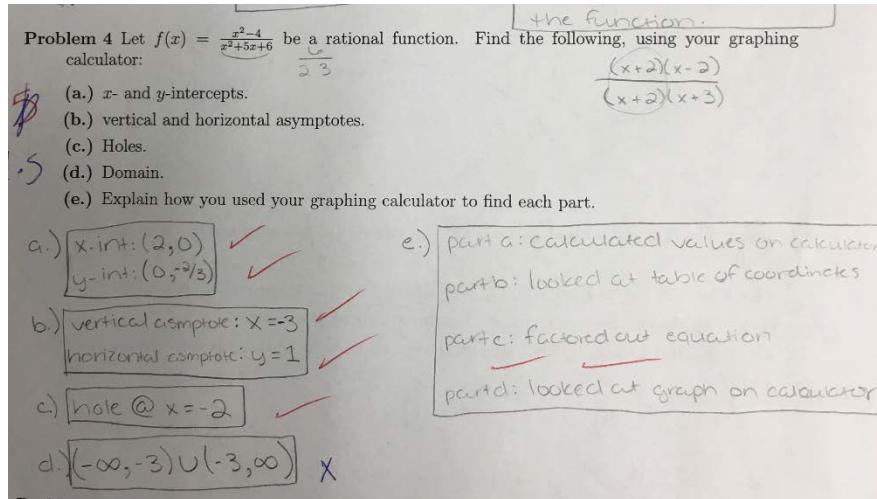 the function.
Problem 4 Let f(x) = x²-4 / x²+5x+6 be a rational function. Find the following, using your graphing
calculator:
6
2 3
(x+2)(x-2)
(x+2)(x+3)
(a.) x- and y-intercepts.
(b.) vertical and horizontal asymptotes.
(c.) Holes.
(d.) Domain.
(e.) Explain how you used your graphing calculator to find each part.
a.) x-int: (2,0)
y-int: (0,-2/3)
b.) vertical asmptote: x=-3
horizontal asmptote: y=1
c.) hole @ x=-2
d.) (-∞,-3)∪(-3,∞) X
e.) part a: calculated values on calculator
part b: looked at table of coordinates
part c: factored out equation
part d: looked at graph on calculator